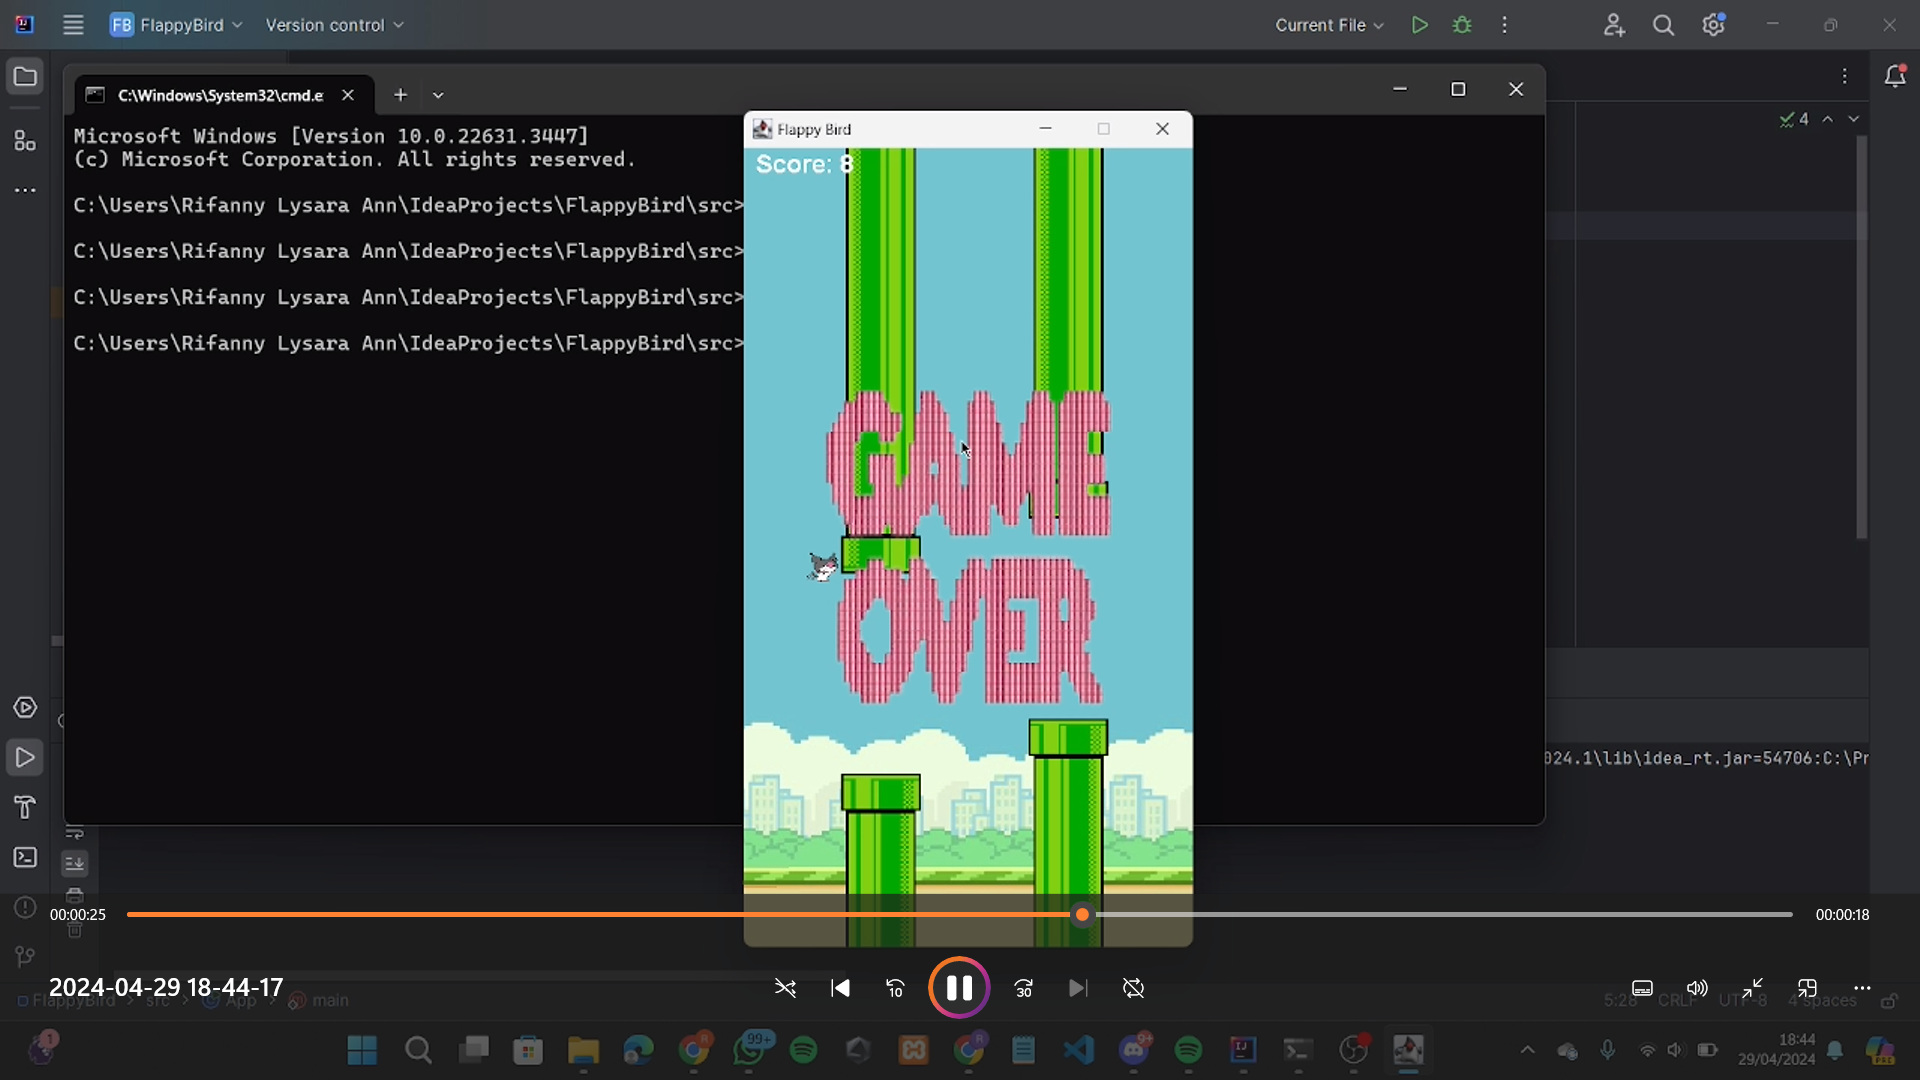 FB FlappyBird Version control Current File
C:\Windows\System32\cmd.e
4
Microsoft Windows [Version 10.0.22631.3447]
(c) Microsoft Corporation. All rights reserved.
C:\Users\Rifanny Lysara Ann\IdeaProjects\FlappyBird\src>
C:\Users\Rifanny Lysara Ann\IdeaProjects\FlappyBird\src>
C:\Users\Rifanny Lysara Ann\IdeaProjects\FlappyBird\src>
C:\Users\Rifanny Lysara Ann\IdeaProjects\FlappyBird\src>
Flappy Bird
Score: 8
GAME
OVER
024.1\lib\idea_rt.jar=54706:C:\Pr
00:00:25 00:00:18
2024-04-29 18-44-17
10 30
FlappyBird src App main 5:28 CRLF UTF-8 4 spaces
1 99+ 9+ 18:44
29/04/2024